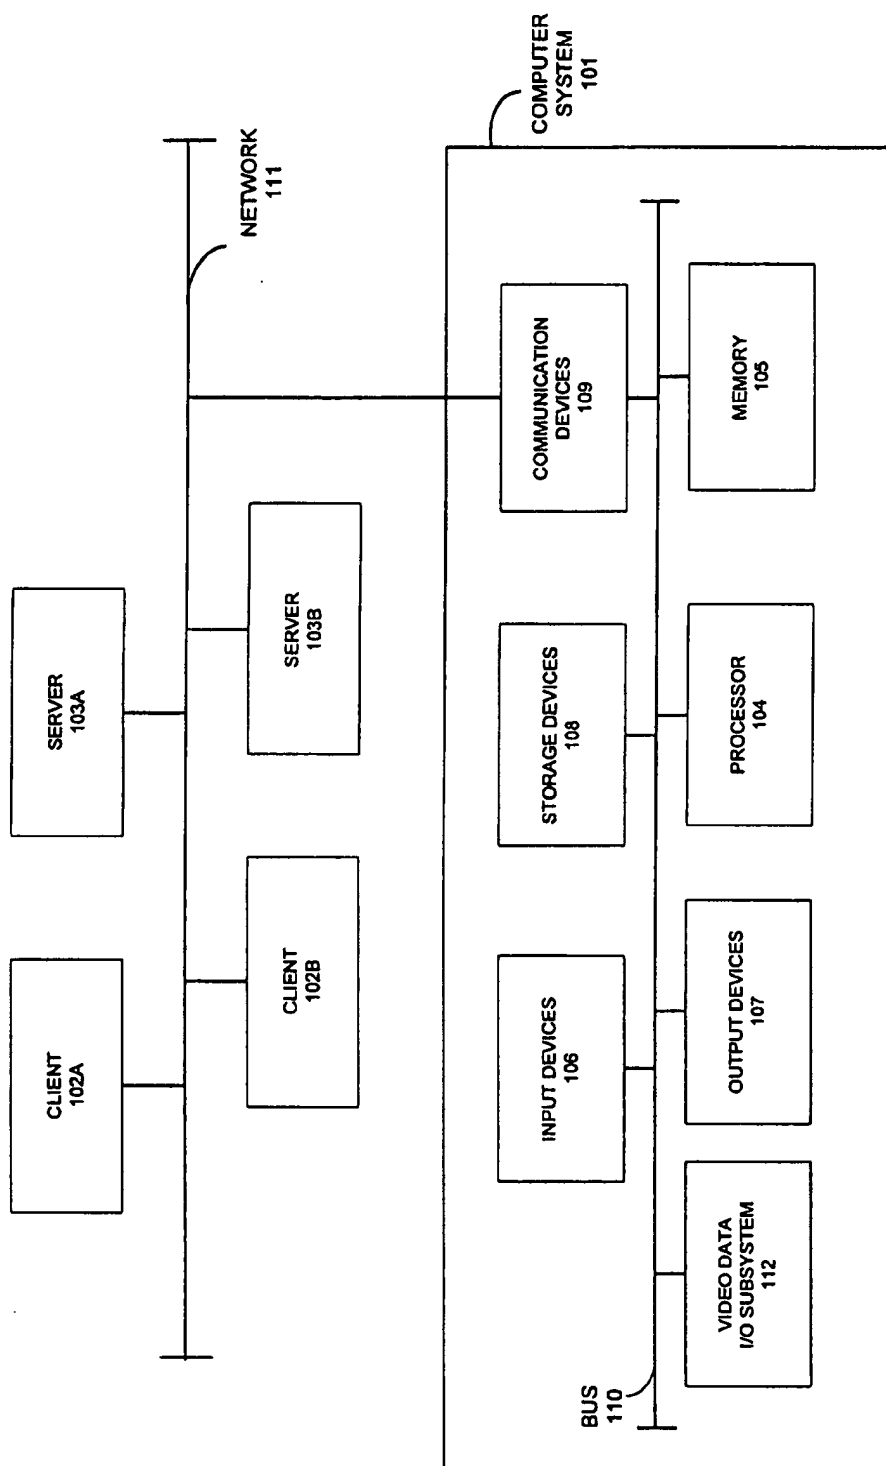 CLIENT
102A
SERVER
103A
CLIENT
102B
SERVER
103B
NETWORK
111
COMPUTER
SYSTEM
101
INPUT DEVICES
106
STORAGE DEVICES
108
COMMUNICATION
DEVICES
109
BUS
110
VIDEO DATA
I/O SUBSYSTEM
112
OUTPUT DEVICES
107
PROCESSOR
104
MEMORY
105